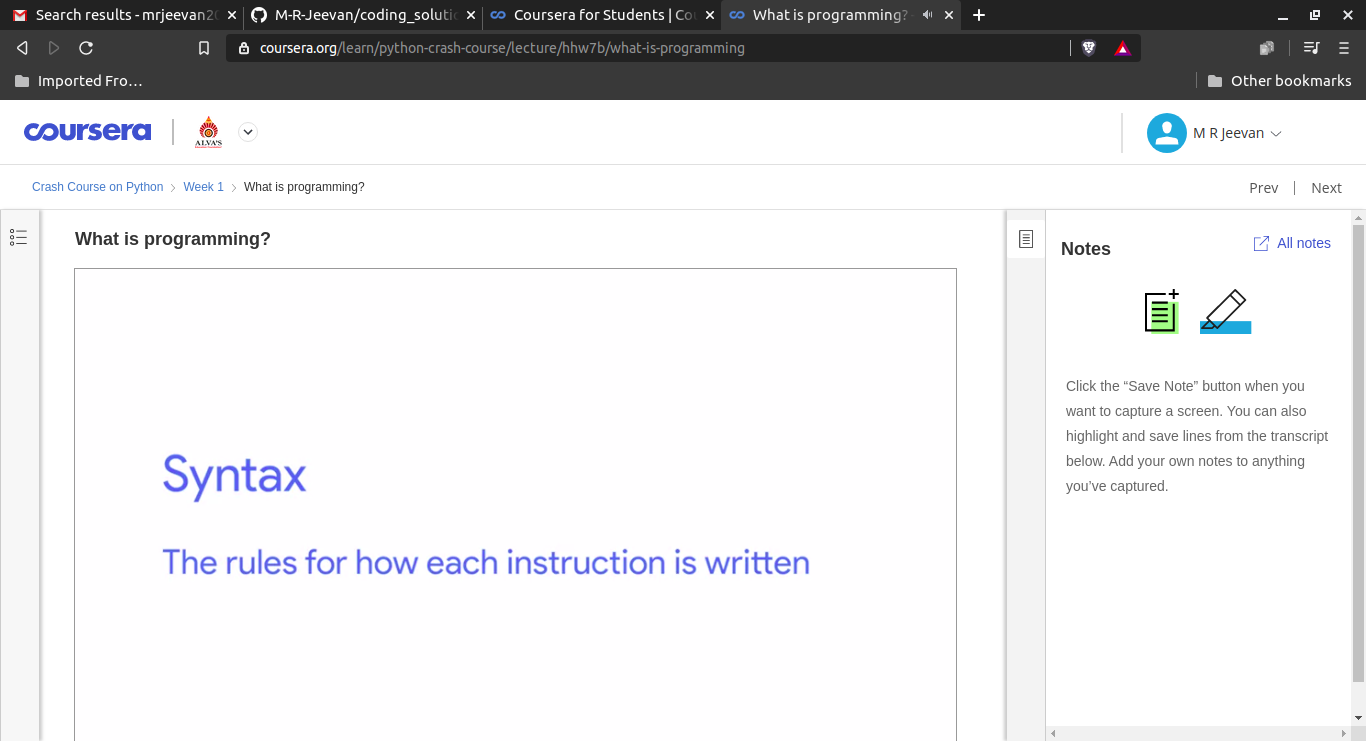 Search results - mrjeevan20
M-R-Jeevan/coding_solutio
Coursera for Students | Cou
What is programming? -
coursera.org/learn/python-crash-course/lecture/hhw7b/what-is-programming
Imported Fro…
Other bookmarks
coursera
ALVA'S
M R Jeevan
Crash Course on Python
Week 1
What is programming?
Prev
Next
What is programming?
Notes
All notes
Syntax
The rules for how each instruction is written
Click the “Save Note” button when you
want to capture a screen. You can also
highlight and save lines from the transcript
below. Add your own notes to anything
you’ve captured.